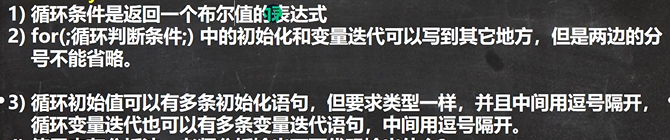 1) 循环条件是返回一个布尔值的表达式
2) for(;循环判断条件;) 中的初始化和变量迭代可以写到其它地方，但是两边的分
号不能省略。
3) 循环初始值可以有多条初始化语句，但要求类型一样，并且中间用逗号隔开，
循环变量迭代也可以有多条变量迭代语句，中间用逗号隔开。